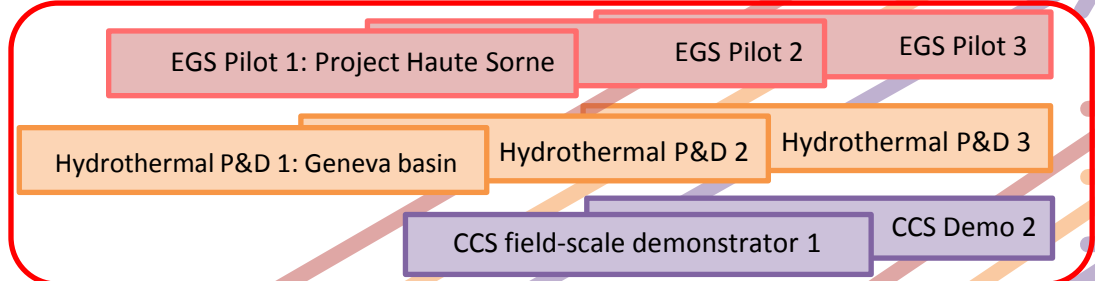 EGS Pilot 1: Project Haute Sorne
EGS Pilot 2
EGS Pilot 3
Hydrothermal P&D 1: Geneva basin
Hydrothermal P&D 2
Hydrothermal P&D 3
CCS field-scale demonstrator 1
CCS Demo 2